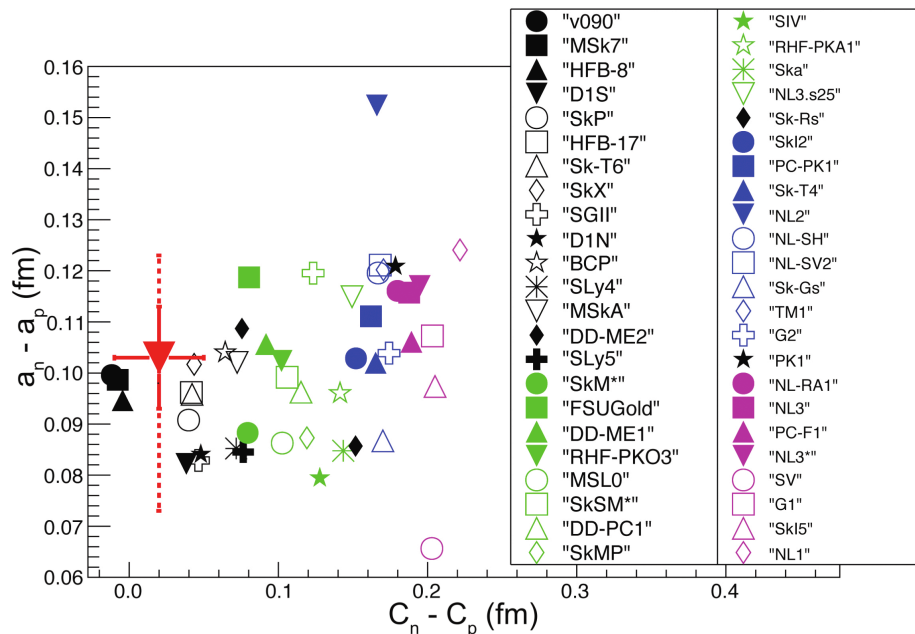 a_n - a_p (fm)
0.16
0.15
0.14
0.13
0.12
0.11
0.10
0.09
0.08
0.07
0.06
0.0
0.1
0.2
0.3
0.4
C_n - C_p (fm)
"v090"
"MSk7"
"HFB-8"
"D1S"
"SkP"
"HFB-17"
"Sk-T6"
"SkX"
"SGII"
"D1N"
"BCP"
"SLy4"
"MSkA"
"DD-ME2"
"SLy5"
"SkM*"
"FSUGold"
"DD-ME1"
"RHF-PKO3"
"MSL0"
"SkSM*"
"DD-PC1"
"SkMP"
"SIV"
"RHF-PKA1"
"Ska"
"NL3.s25"
"Sk-Rs"
"SkI2"
"PC-PK1"
"Sk-T4"
"NL2"
"NL-SH"
"NL-SV2"
"Sk-Gs"
"TM1"
"G2"
"PK1"
"NL-RA1"
"NL3"
"PC-F1"
"NL3*"
"SV"
"G1"
"SkI5"
"NL1"